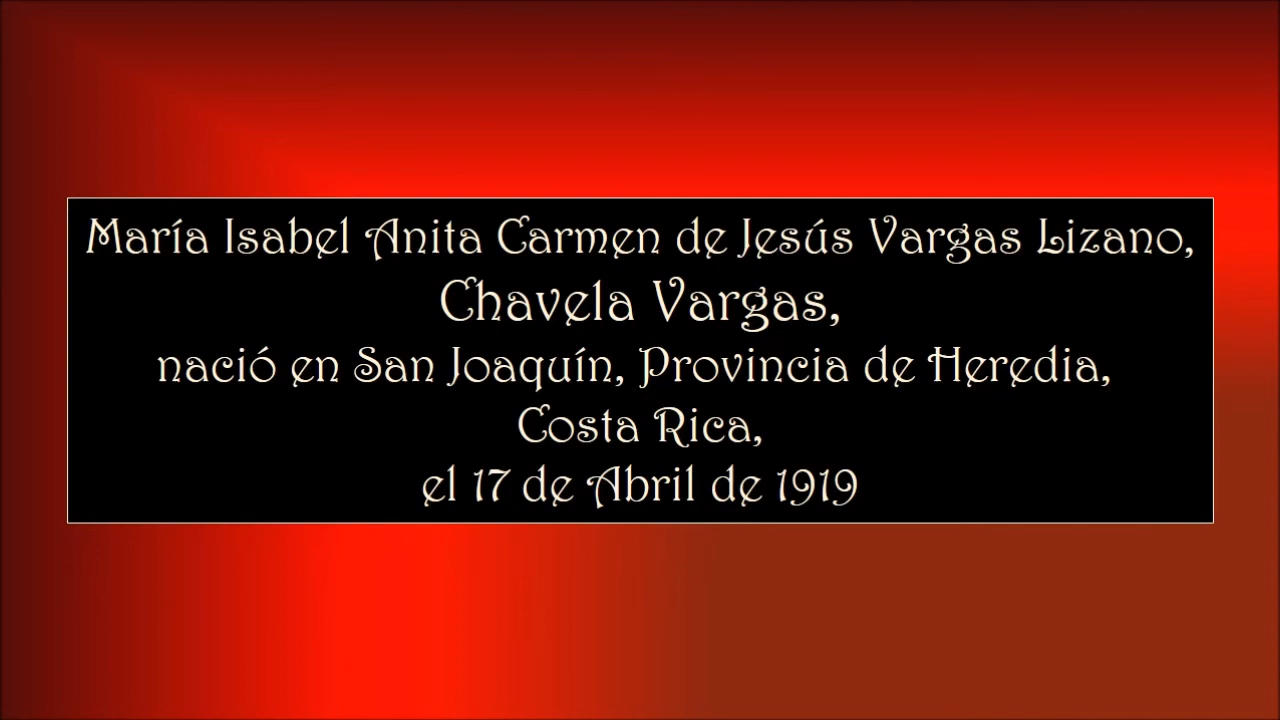 María Isabel Anita Carmen de Jesús Vargas Lizano,
Chavela Vargas,
nació en San Joaquín, Provincia de Heredia,
Costa Rica,
el 17 de Abril de 1919